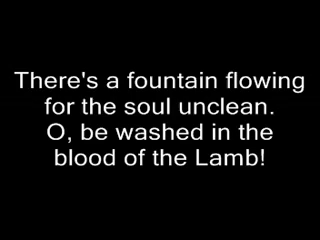 There's a fountain flowing
for the soul unclean.
O, be washed in the
blood of the Lamb!